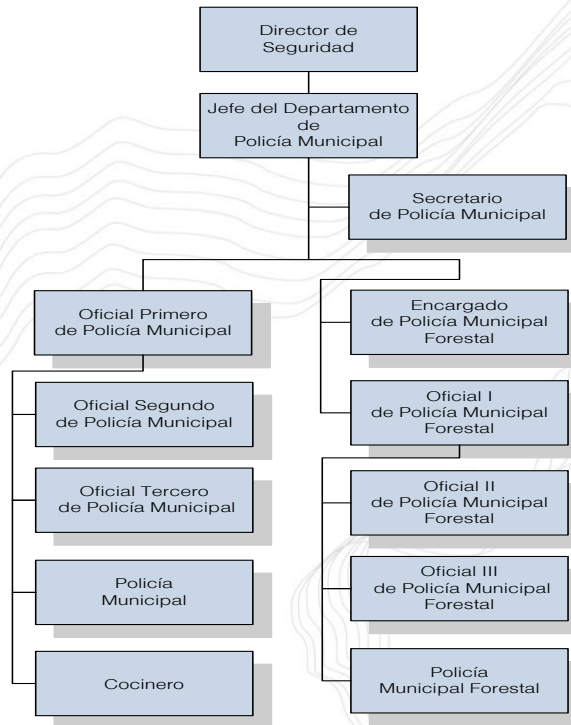 Director de
Seguridad
Jefe del Departamento
de
Policía Municipal
Secretario
de Policía Municipal
Oficial Primero
de Policía Municipal
Oficial Segundo
de Policía Municipal
Oficial Tercero
de Policía Municipal
Policía
Municipal
Cocinero
Encargado
de Policía Municipal
Forestal
Oficial I
de Policía Municipal
Forestal
Oficial II
de Policía Municipal
Forestal
Oficial III
de Policía Municipal
Forestal
Policía
Municipal Forestal